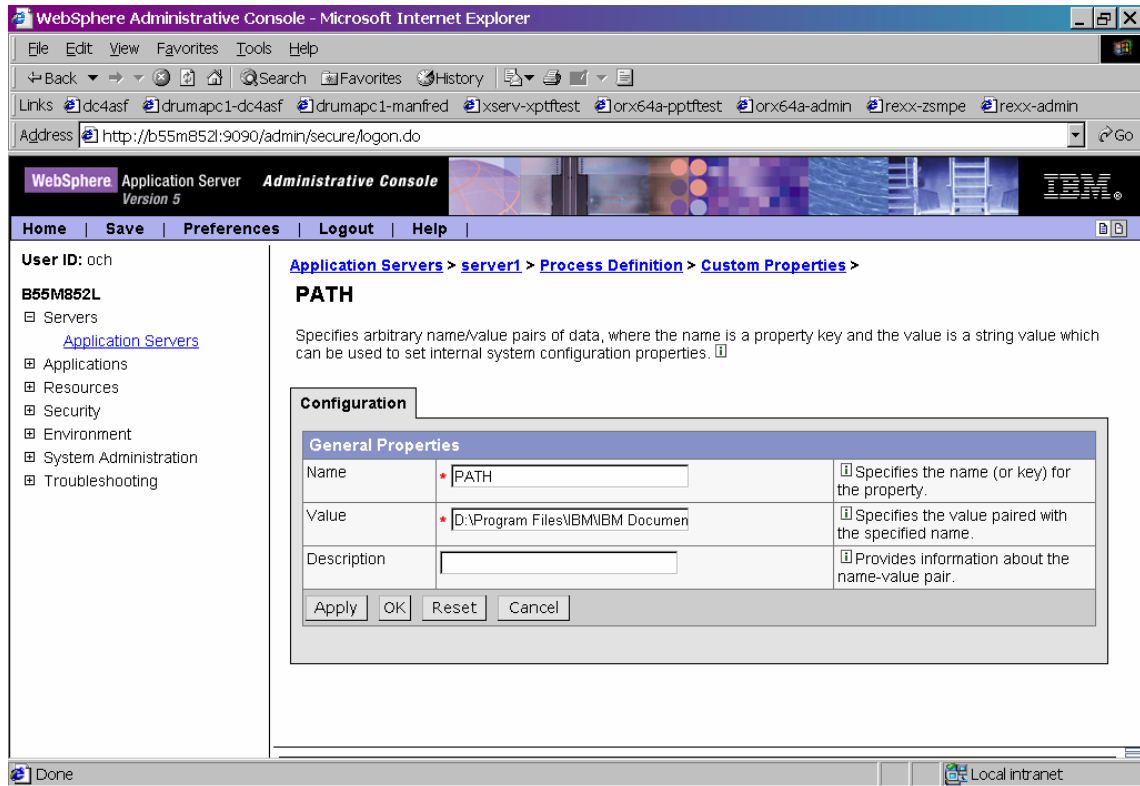 WebSphere Administrative Console - Microsoft Internet Explorer
File Edit View Favorites Tools Help
Back Search Favorites History
Links dc4asf drumapc1-dc4asf drumapc1-manfred xserv-xptftest orx64a-pptftest orx64a-admin rexx-zsmpe rexx-admin
Address http://b55m852l:9090/admin/secure/logon.do Go
WebSphere Application Server Administrative Console
Version 5
IBM
Home | Save | Preferences | Logout | Help |
User ID: och
B55M852L
Servers
Application Servers
Applications
Resources
Security
Environment
System Administration
Troubleshooting
Application Servers > server1 > Process Definition > Custom Properties >
PATH
Specifies arbitrary name/value pairs of data, where the name is a property key and the value is a string value which
can be used to set internal system configuration properties.
Configuration
General Properties
Name * PATH Specifies the name (or key) for
the property.
Value * D:\Program Files\IBM\IBM Documen Specifies the value paired with
the specified name.
Description Provides information about the
name-value pair.
Apply OK Reset Cancel
Done Local intranet